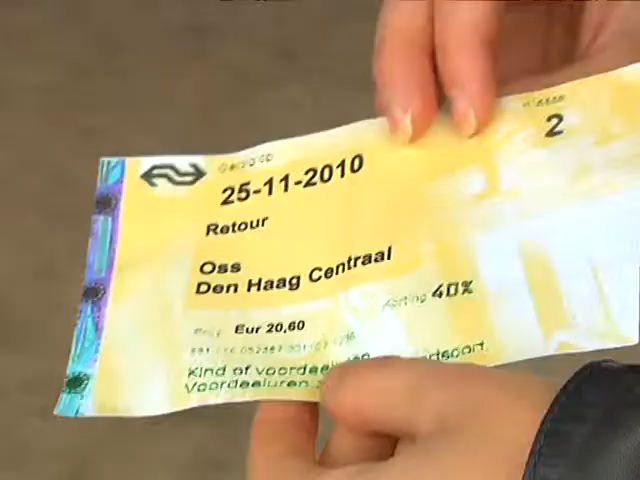 Geldig op
Klasse
25-11-2010
2
Retour
Oss
Den Haag Centraal
Korting 40%
Prijs Eur 20,60
Kind of voordeel
Voordeeluren